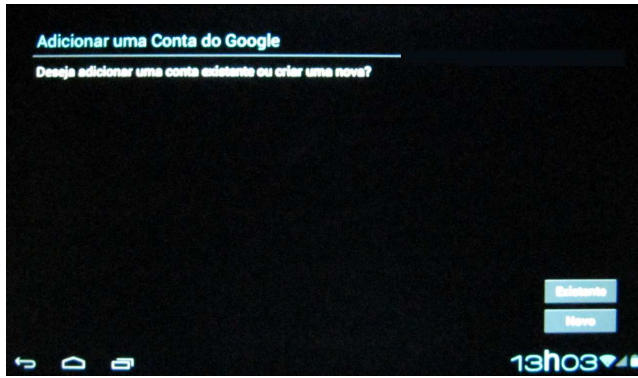 Adicionar uma Conta do Google
Deseja adicionar uma conta existente ou criar uma nova?
Existente
Novo
13h03